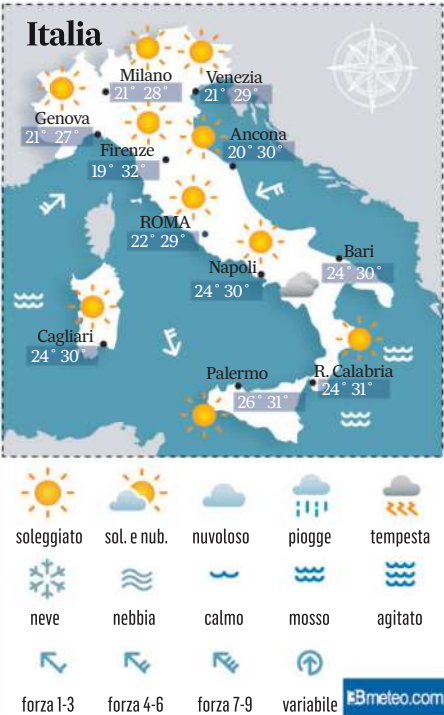 Italia
Milano
21° 28°
Venezia
21° 29°
Genova
21° 27°
Firenze
19° 32°
Ancona
20° 30°
ROMA
22° 29°
Napoli
24° 30°
Bari
24° 30°
Cagliari
24° 30°
Palermo
26° 31°
R. Calabria
24° 31°
soleggiato sol. e nub. nuvoloso piogge tempesta
neve nebbia calmo mosso agitato
forza 1-3 forza 4-6 forza 7-9 variabile
3Bmeteo.com